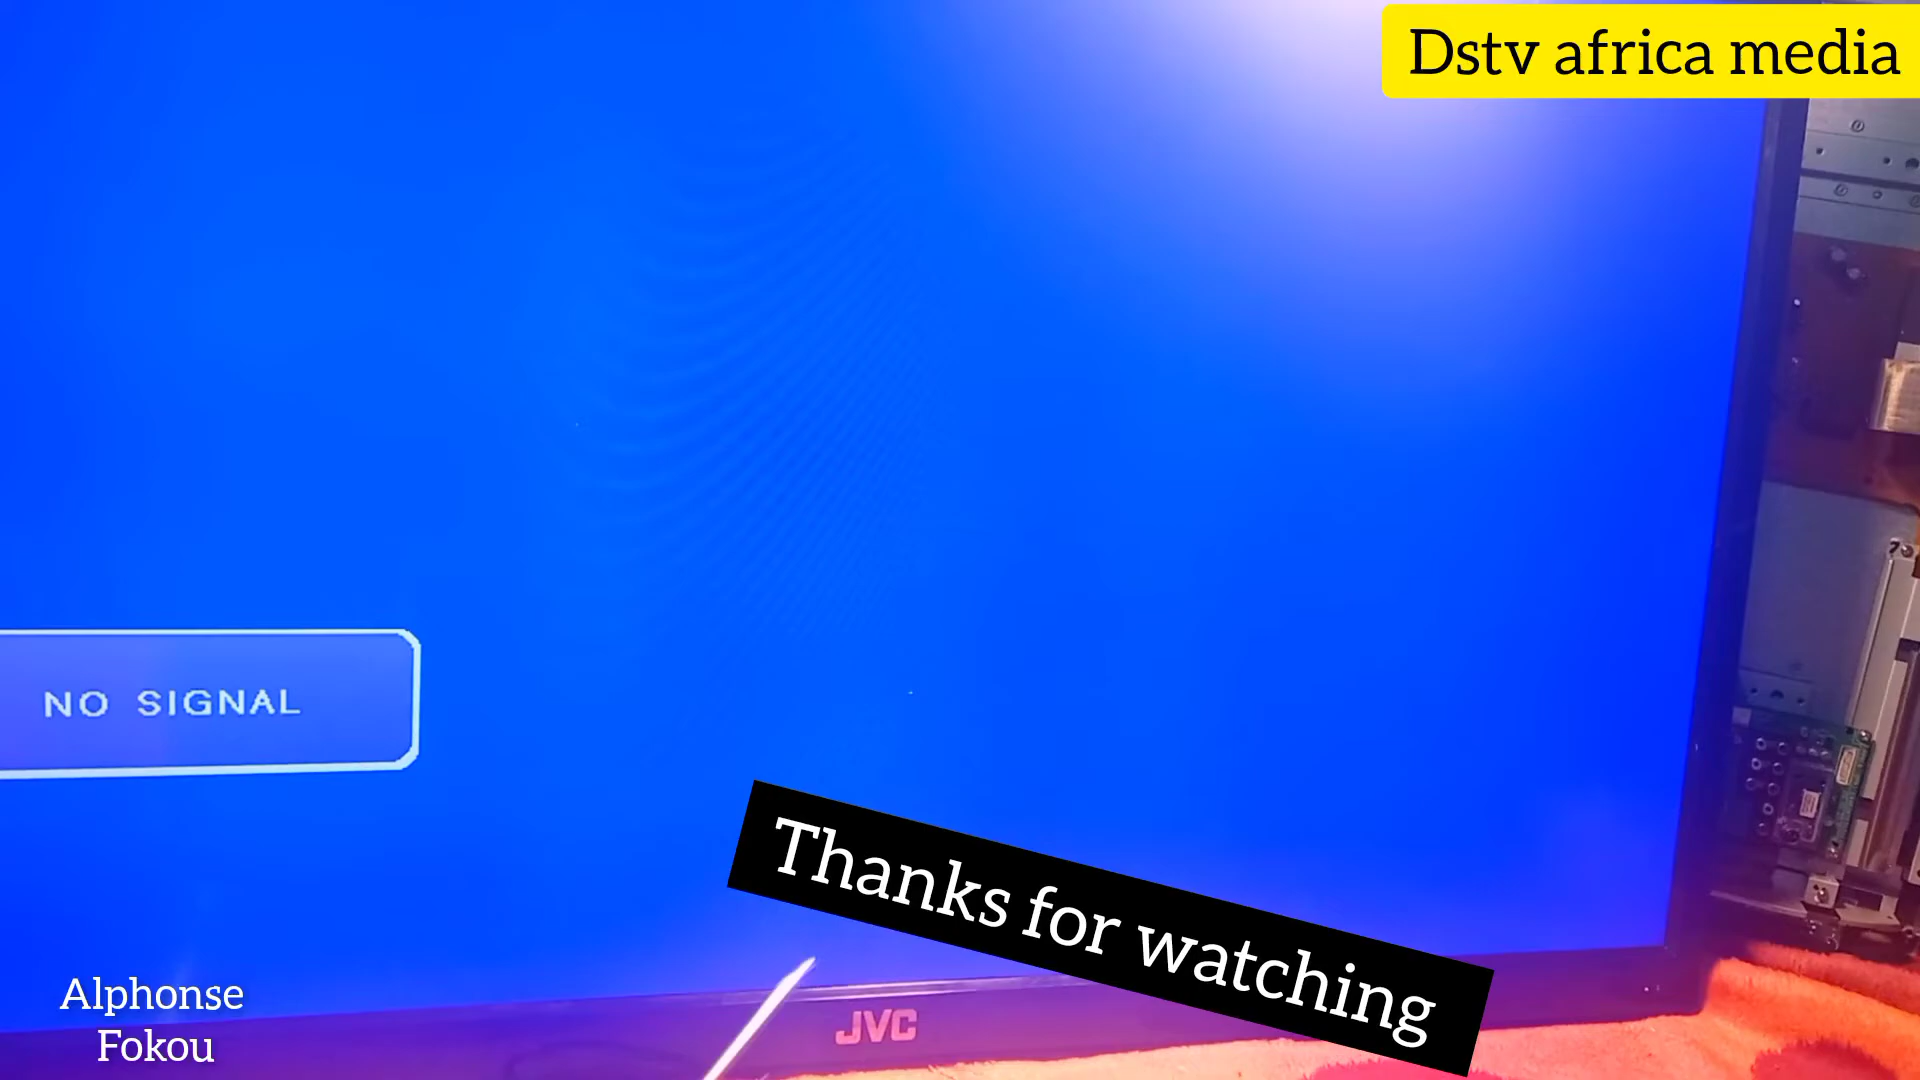 Dstv africa media
NO SIGNAL
Thanks for watching
JVC
Alphonse
Fokou